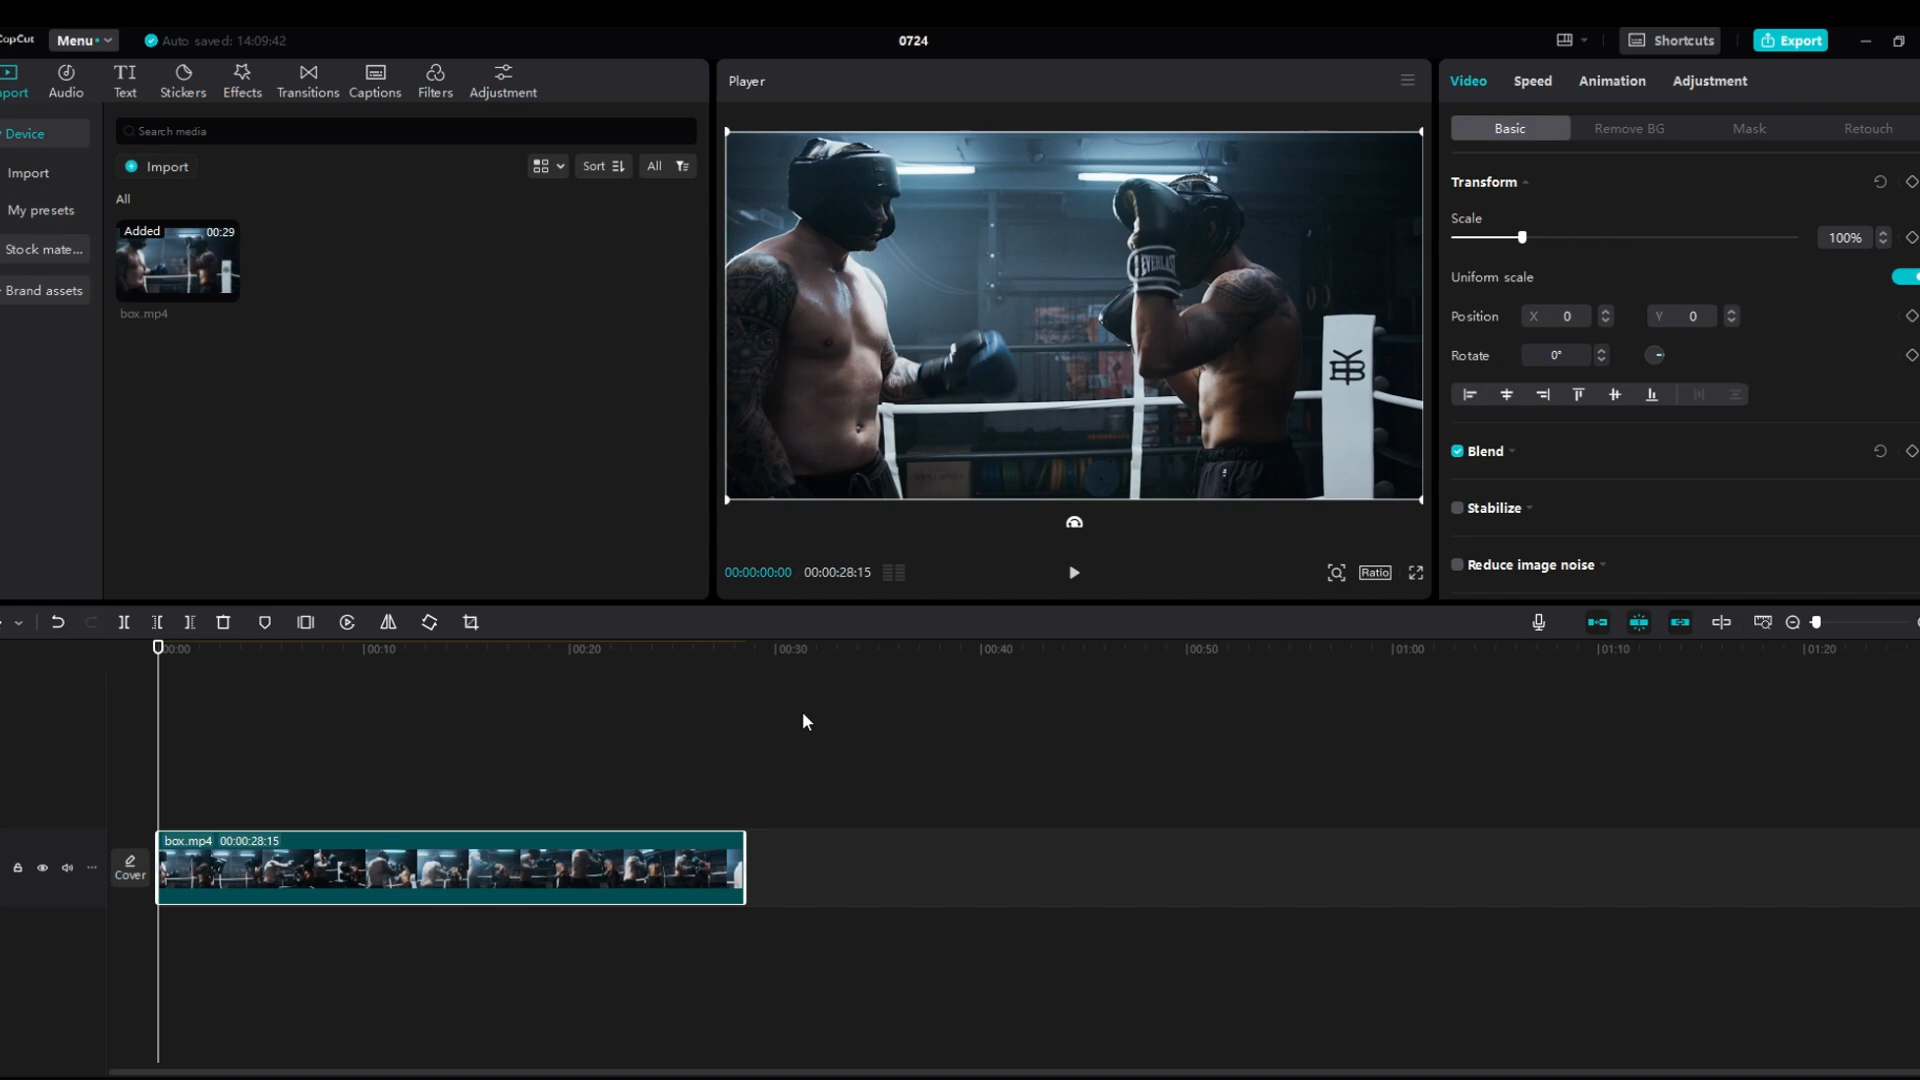 CapCut
Menu
Auto saved: 14:09:42
0724
Shortcuts
Export
Audio
Text
Stickers
Effects
Transitions
Captions
Filters
Adjustment
Player
Video
Speed
Animation
Adjustment
Device
Search media
Basic
Remove BG
Mask
Retouch
Import
Import
Sort
All
My presets
All
Transform
Scale
100%
Stock mate...
Added
00:29
Brand assets
box.mp4
Uniform scale
Position
X 0
Y 0
Rotate
0°
EVERLAST
Blend
Stabilize
Reduce image noise
00:00:00:00
00:00:28:15
Ratio
00:00
00:10
00:20
00:30
00:40
00:50
01:00
01:10
01:20
box.mp4 00:00:28:15
Cover